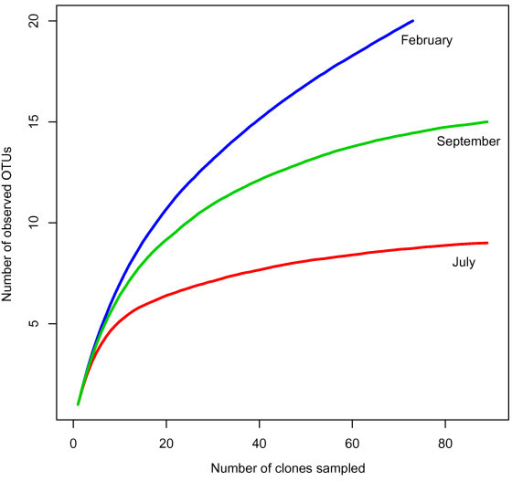 20
15
10
5
Number of observed OTUs
February
September
July
0 20 40 60 80
Number of clones sampled